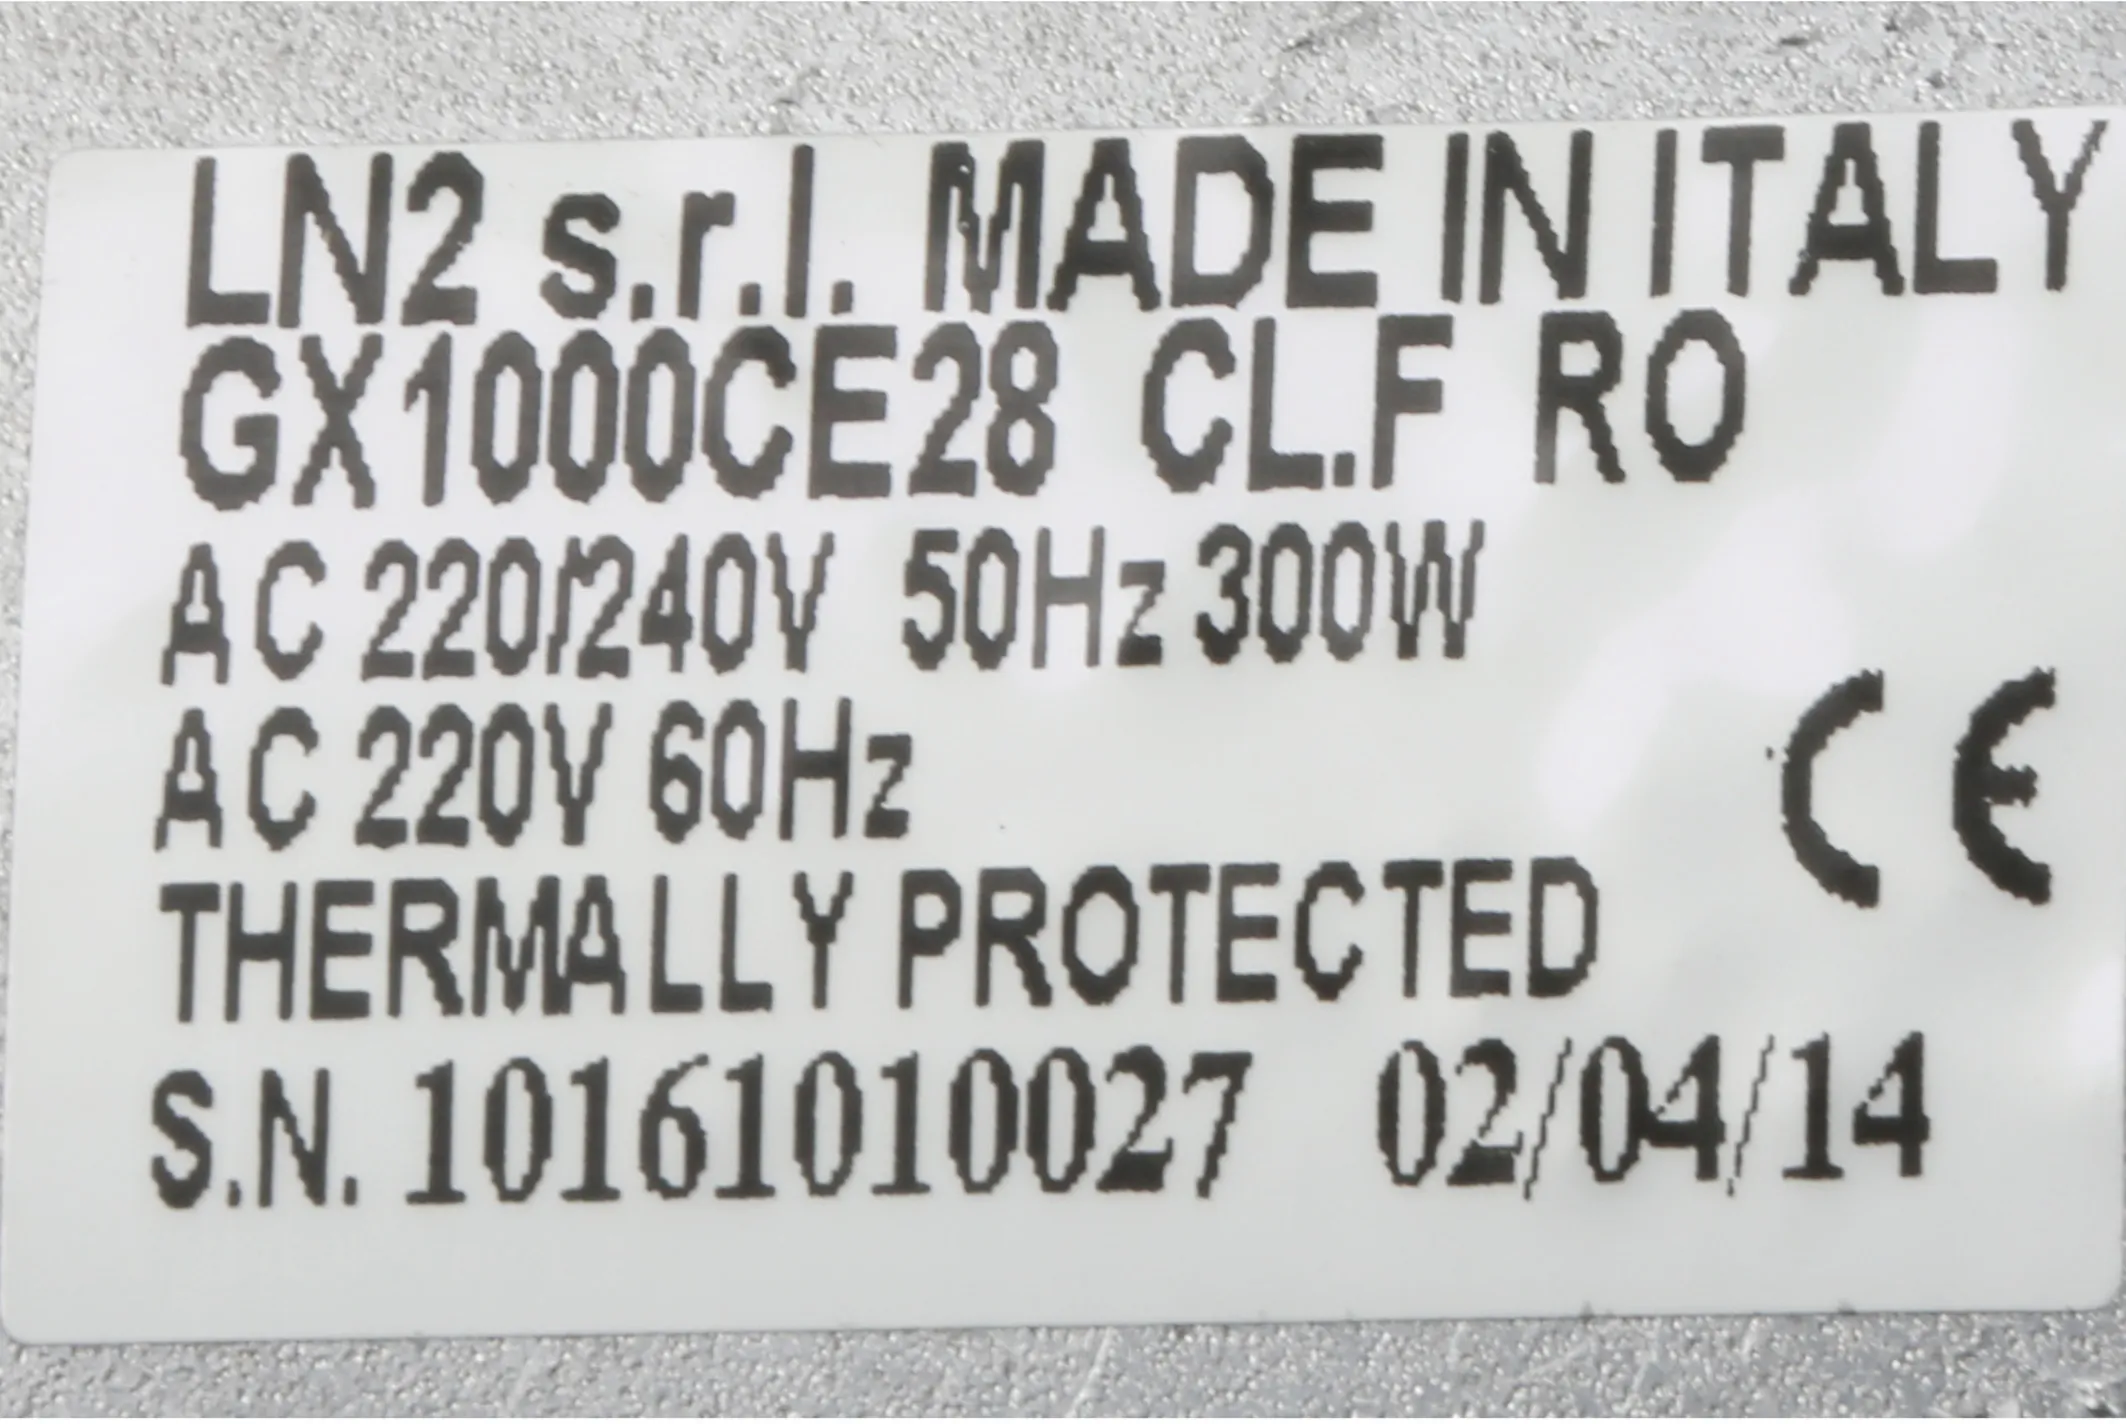 LN2 s.r.l. MADE IN ITALY
GX1000CE28 CL.F RO
AC 220/240V 50Hz 300W
AC 220V 60Hz
CE
THERMALLY PROTECTED
S.N. 10161010027 02/04/14